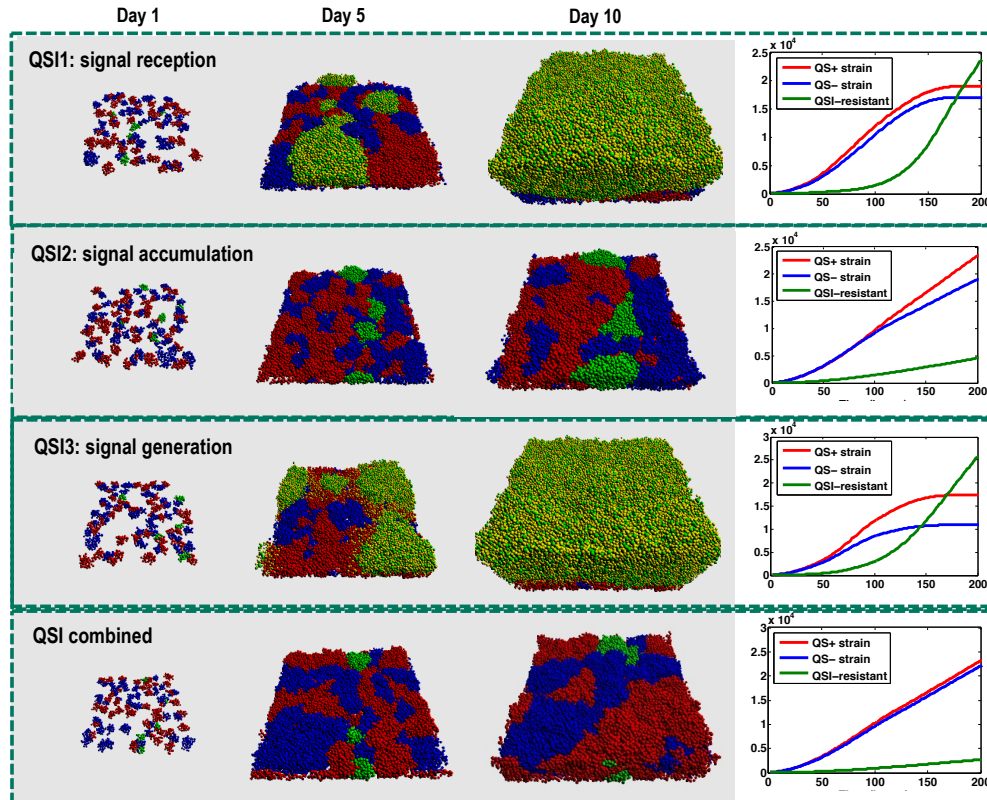 Day 1
Day 5
Day 10
QSI1: signal reception
x 10^4
2.5
2
1.5
1
0.5
0
0 50 100 150 200
QS+ strain
QS− strain
QSI−resistant
QSI2: signal accumulation
x 10^4
2.5
2
1.5
1
0.5
0
0 50 100 150 200
QS+ strain
QS− strain
QSI−resistant
QSI3: signal generation
x 10^4
3
2.5
2
1.5
1
0.5
0
0 50 100 150 200
QS+ strain
QS− strain
QSI−resistant
QSI combined
x 10^4
3
2.5
2
1.5
1
0.5
0
0 50 100 150 200
QS+ strain
QS− strain
QSI−resistant